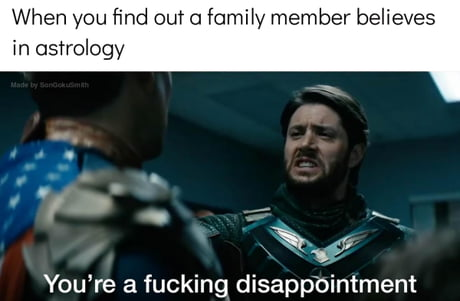 When you find out a family member believes
in astrology
Made by SonGokuSmith
You're a fucking disappointment